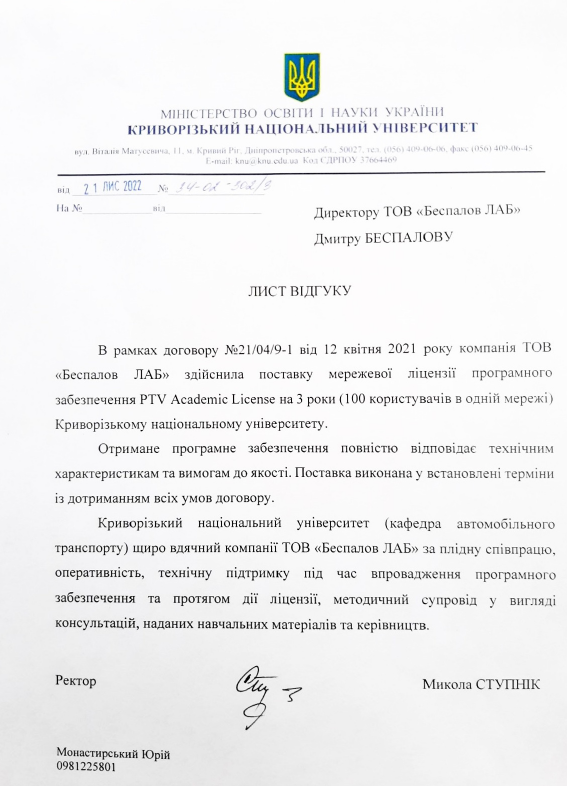 МІНІСТЕРСТВО ОСВІТИ І НАУКИ УКРАЇНИ
КРИВОРІЗЬКИЙ НАЦІОНАЛЬНИЙ УНІВЕРСИТЕТ
вул. Віталія Матусевича, 11, м. Кривий Ріг, Дніпропетровська обл., 50027, тел. (056) 409-06-06, факс (056) 409-06-45
E-mail: knu@knu.edu.ua Код ЄДРПОУ 37664469
від 21 ЛИС 2022 № 24-02-302/3
На №____________від________________
Директору ТОВ «Беспалов ЛАБ»
Дмитру БЕСПАЛОВУ
ЛИСТ ВІДГУКУ
В рамках договору №21/04/9-1 від 12 квітня 2021 року компанія ТОВ
«Беспалов ЛАБ» здійснила поставку мережевої ліцензії програмного
забезпечення PTV Academic License на 3 роки (100 користувачів в одній мережі)
Криворізькому національному університету.
Отримане програмне забезпечення повністю відповідає технічним
характеристикам та вимогам до якості. Поставка виконана у встановлені терміни
із дотриманням всіх умов договору.
Криворізький національний університет (кафедра автомобільного
транспорту) щиро вдячний компанії ТОВ «Беспалов ЛАБ» за плідну співпрацю,
оперативність, технічну підтримку під час впровадження програмного
забезпечення та протягом дії ліцензії, методичний супровід у вигляді
консультацій, наданих навчальних матеріалів та керівництв.
Ректор Микола СТУПНІК
Монастирський Юрій
0981225801